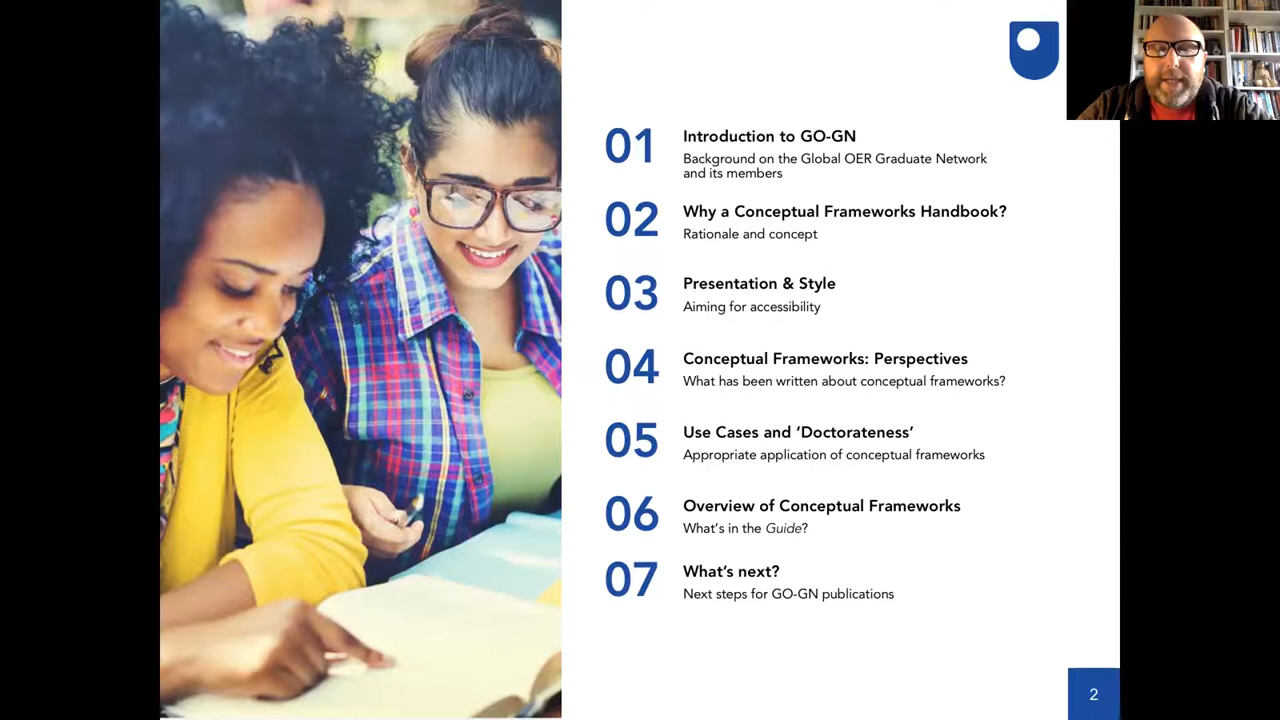 01
Introduction to GO-GN
Background on the Global OER Graduate Network
and its members
02
Why a Conceptual Frameworks Handbook?
Rationale and concept
03
Presentation & Style
Aiming for accessibility
04
Conceptual Frameworks: Perspectives
What has been written about conceptual frameworks?
05
Use Cases and ‘Doctorateness’
Appropriate application of conceptual frameworks
06
Overview of Conceptual Frameworks
What’s in the Guide?
07
What’s next?
Next steps for GO-GN publications
2